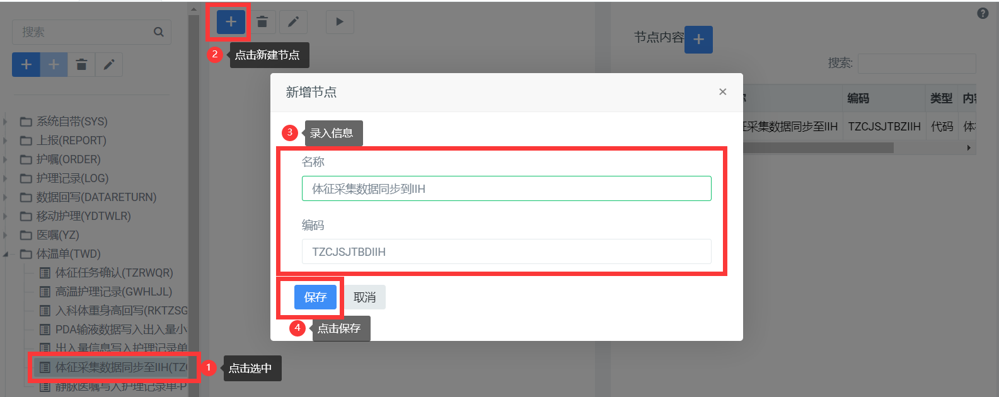 搜索
系统自带(SYS)
上报(REPORT)
护嘱(ORDER)
护理记录(LOG)
数据回写(DATARETURN)
移动护理(YDTWLR)
医嘱(YZ)
体温单(TWD)
体征任务确认(TZRWQR)
高温护理记录(GWHLJL)
入科体重身高回写(RKTZSG
PDA输液数据写入出入量小
出入量信息写入护理记录单
体征采集数据同步至IIH(TZC
静脉医嘱写入护理记录单-P
1
点击选中
2
点击新建节点
新增节点
×
3
录入信息
名称
体征采集数据同步到IIH
编码
TZCJSJTBDIIH
保存
取消
4
点击保存
节点内容
搜索:
编码
类型
内容
征采集数据同步至IIH
TZCJSJTBZIIH
代码
体征